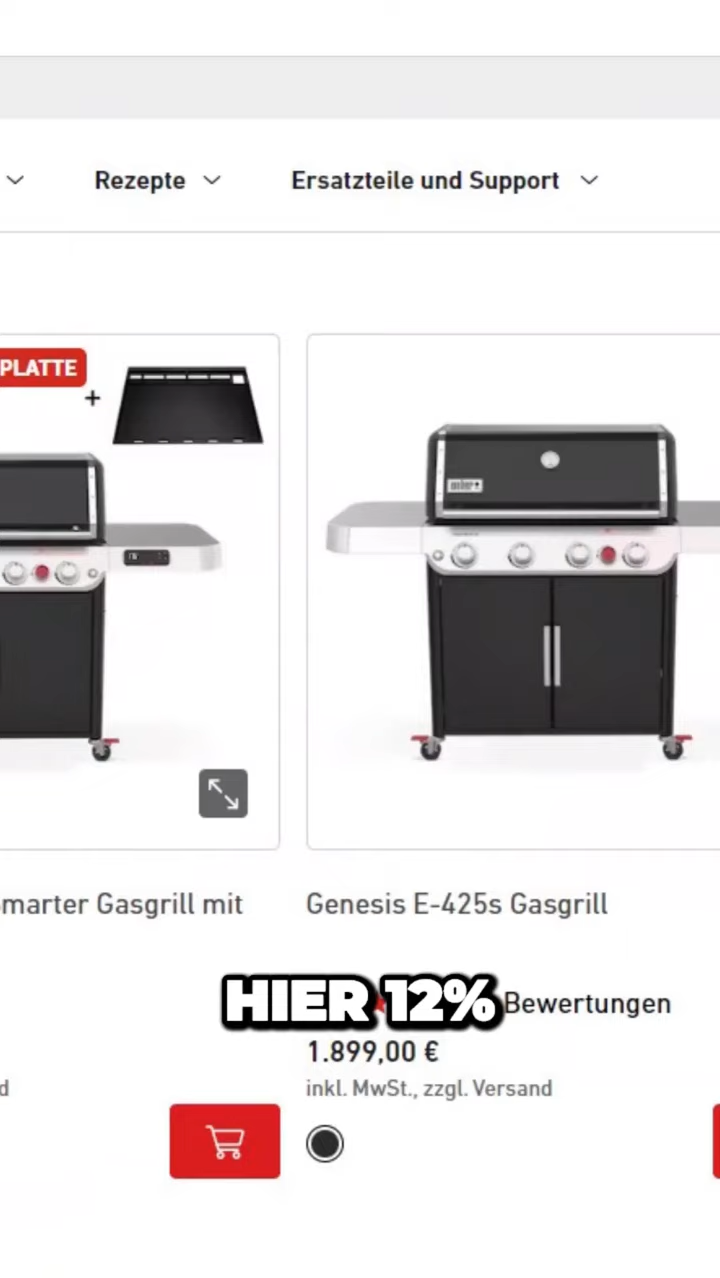 Rezepte
Ersatzteile und Support
PLATTE
+
weber
marter Gasgrill mit
Genesis E-425s Gasgrill
HIER 12%
Bewertungen
1.899,00 €
inkl. MwSt., zzgl. Versand
d